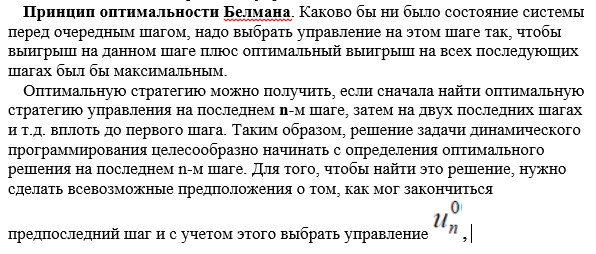 Принцип оптимальности Белмана. Каково бы ни было состояние системы
перед очередным шагом, надо выбрать управление на этом шаге так, чтобы
выигрыш на данном шаге плюс оптимальный выигрыш на всех последующих
шагах был бы максимальным.
Оптимальную стратегию можно получить, если сначала найти оптимальную
стратегию управления на последнем n-м шаге, затем на двух последних шагах
и т.д. вплоть до первого шага. Таким образом, решение задачи динамического
программирования целесообразно начинать с определения оптимального
решения на последнем n-м шаге. Для того, чтобы найти это решение, нужно
сделать всевозможные предположения о том, как мог закончиться
предпоследний шаг и с учетом этого выбрать управление u_n^0,